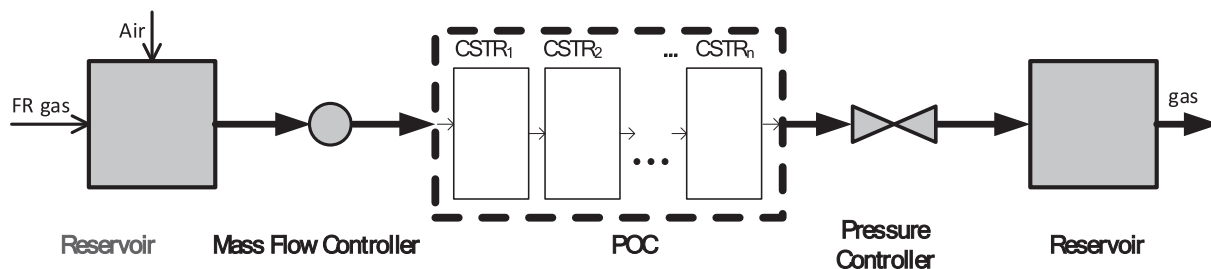 Air
FR gas
CSTR₁
CSTR₂
...
CSTRₙ
gas
Reservoir
Mass Flow Controller
POC
Pressure
Controller
Reservoir